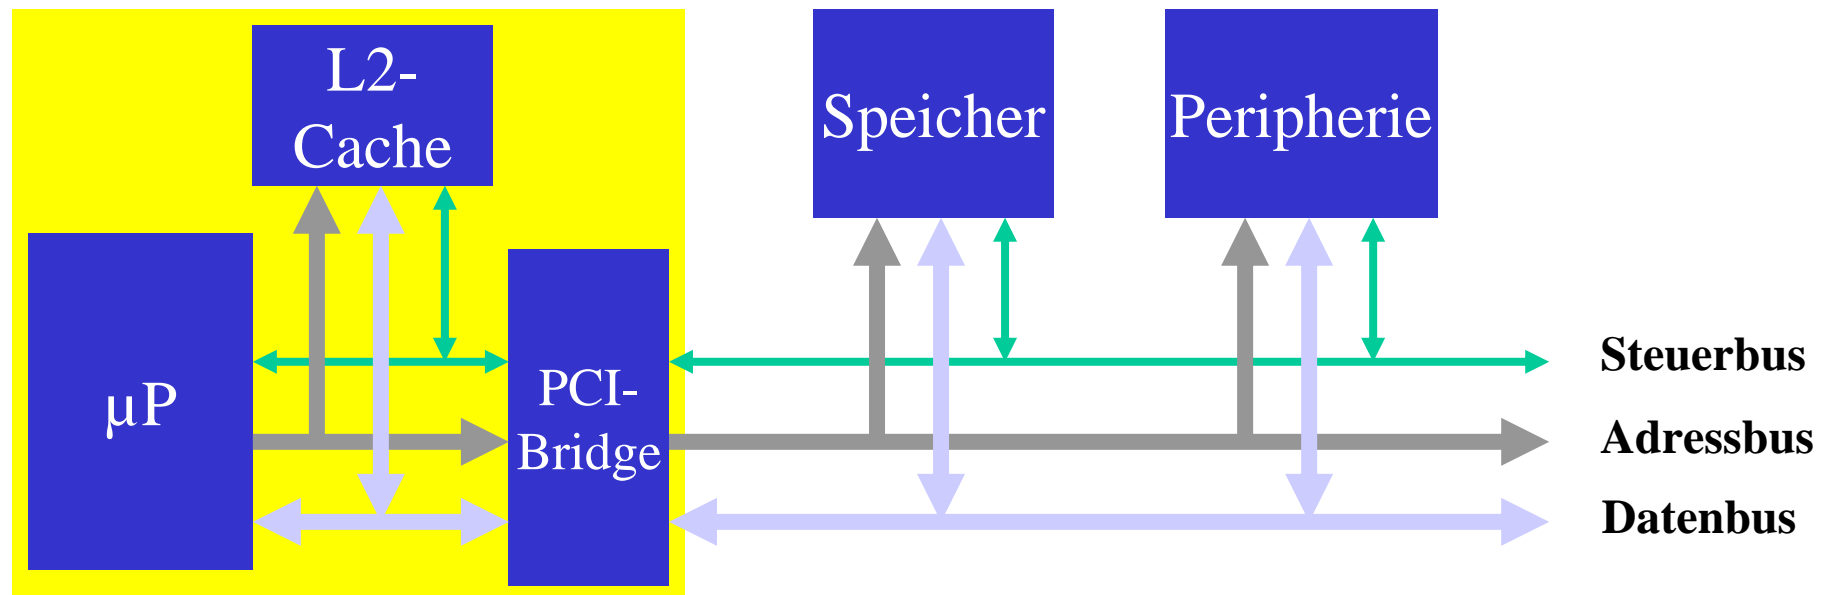 L2-
Cache
Speicher
Peripherie
µP
PCI-
Bridge
Steuerbus
Adressbus
Datenbus